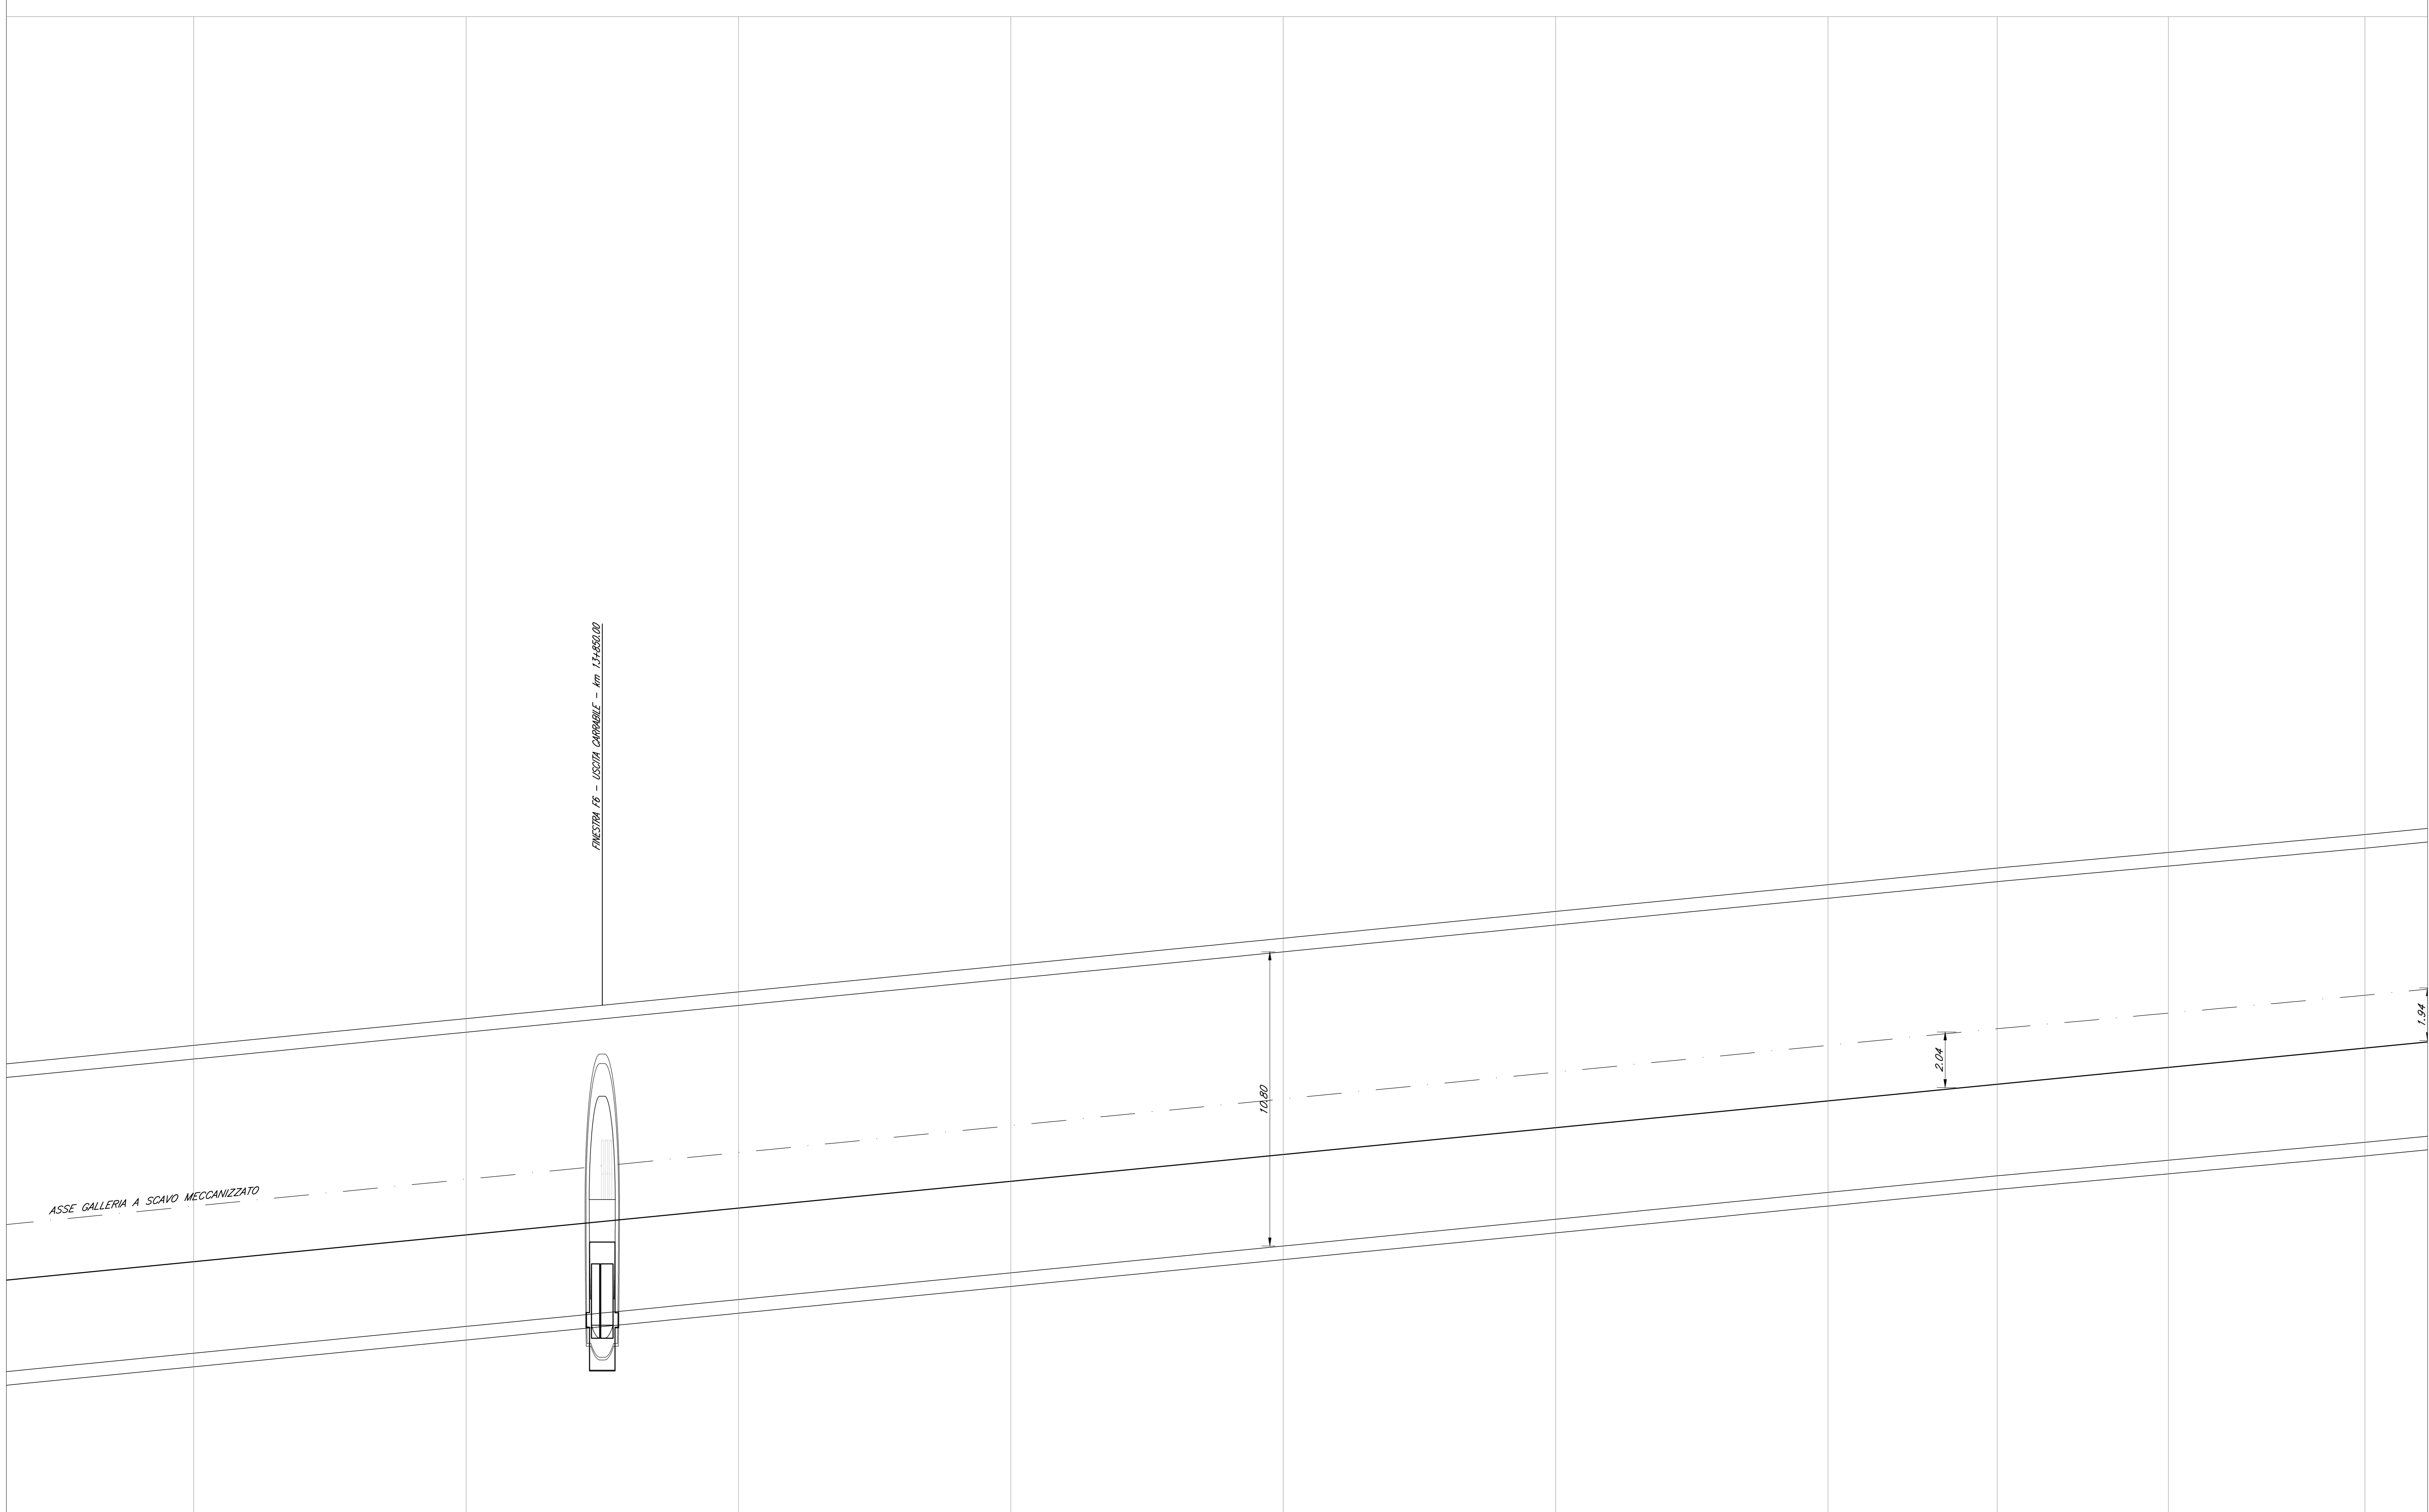 FINESTRA F6 - USCITA CARRABILE - km 13+850.00
10.80
2.04
1.94
ASSE GALLERIA A SCAVO MECCANIZZATO